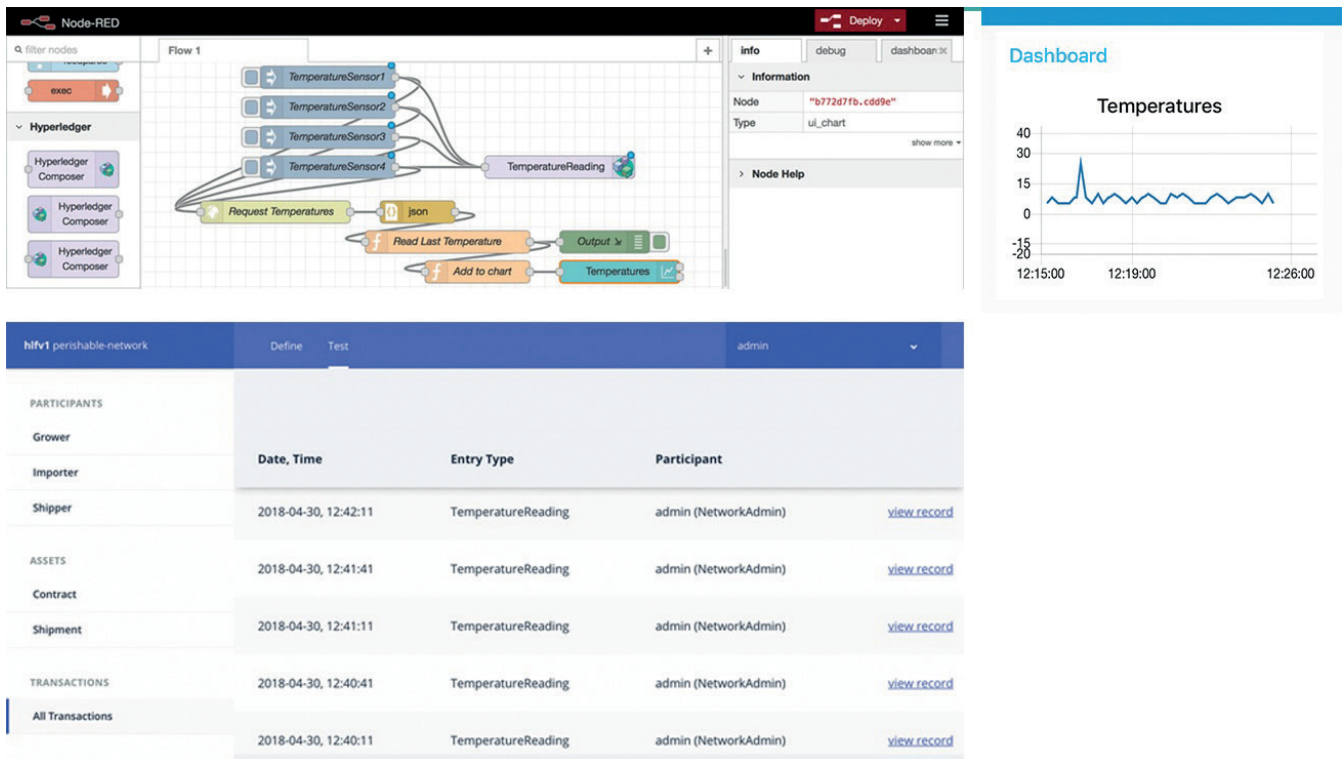 Node-RED
Deploy
filter nodes
exec
Hyperledger
Hyperledger
Composer
Hyperledger
Composer
Hyperledger
Composer
Flow 1
TemperatureSensor1
TemperatureSensor2
TemperatureSensor3
TemperatureSensor4
TemperatureReading
Request Temperatures
json
Read Last Temperature
Output
Add to chart
Temperatures
info debug dashboar
Information
Node "b772d7fb.cdd9e"
Type ui_chart
show more
Node Help
Dashboard
Temperatures
40
30
15
0
-15
-20
12:15:00 12:19:00 12:26:00
hlfv1 perishable-network Define Test admin
PARTICIPANTS
Grower
Importer
Shipper
ASSETS
Contract
Shipment
TRANSACTIONS
All Transactions
Date, Time Entry Type Participant
2018-04-30, 12:42:11 TemperatureReading admin (NetworkAdmin) view record
2018-04-30, 12:41:41 TemperatureReading admin (NetworkAdmin) view record
2018-04-30, 12:41:11 TemperatureReading admin (NetworkAdmin) view record
2018-04-30, 12:40:41 TemperatureReading admin (NetworkAdmin) view record
2018-04-30, 12:40:11 TemperatureReading admin (NetworkAdmin) view record